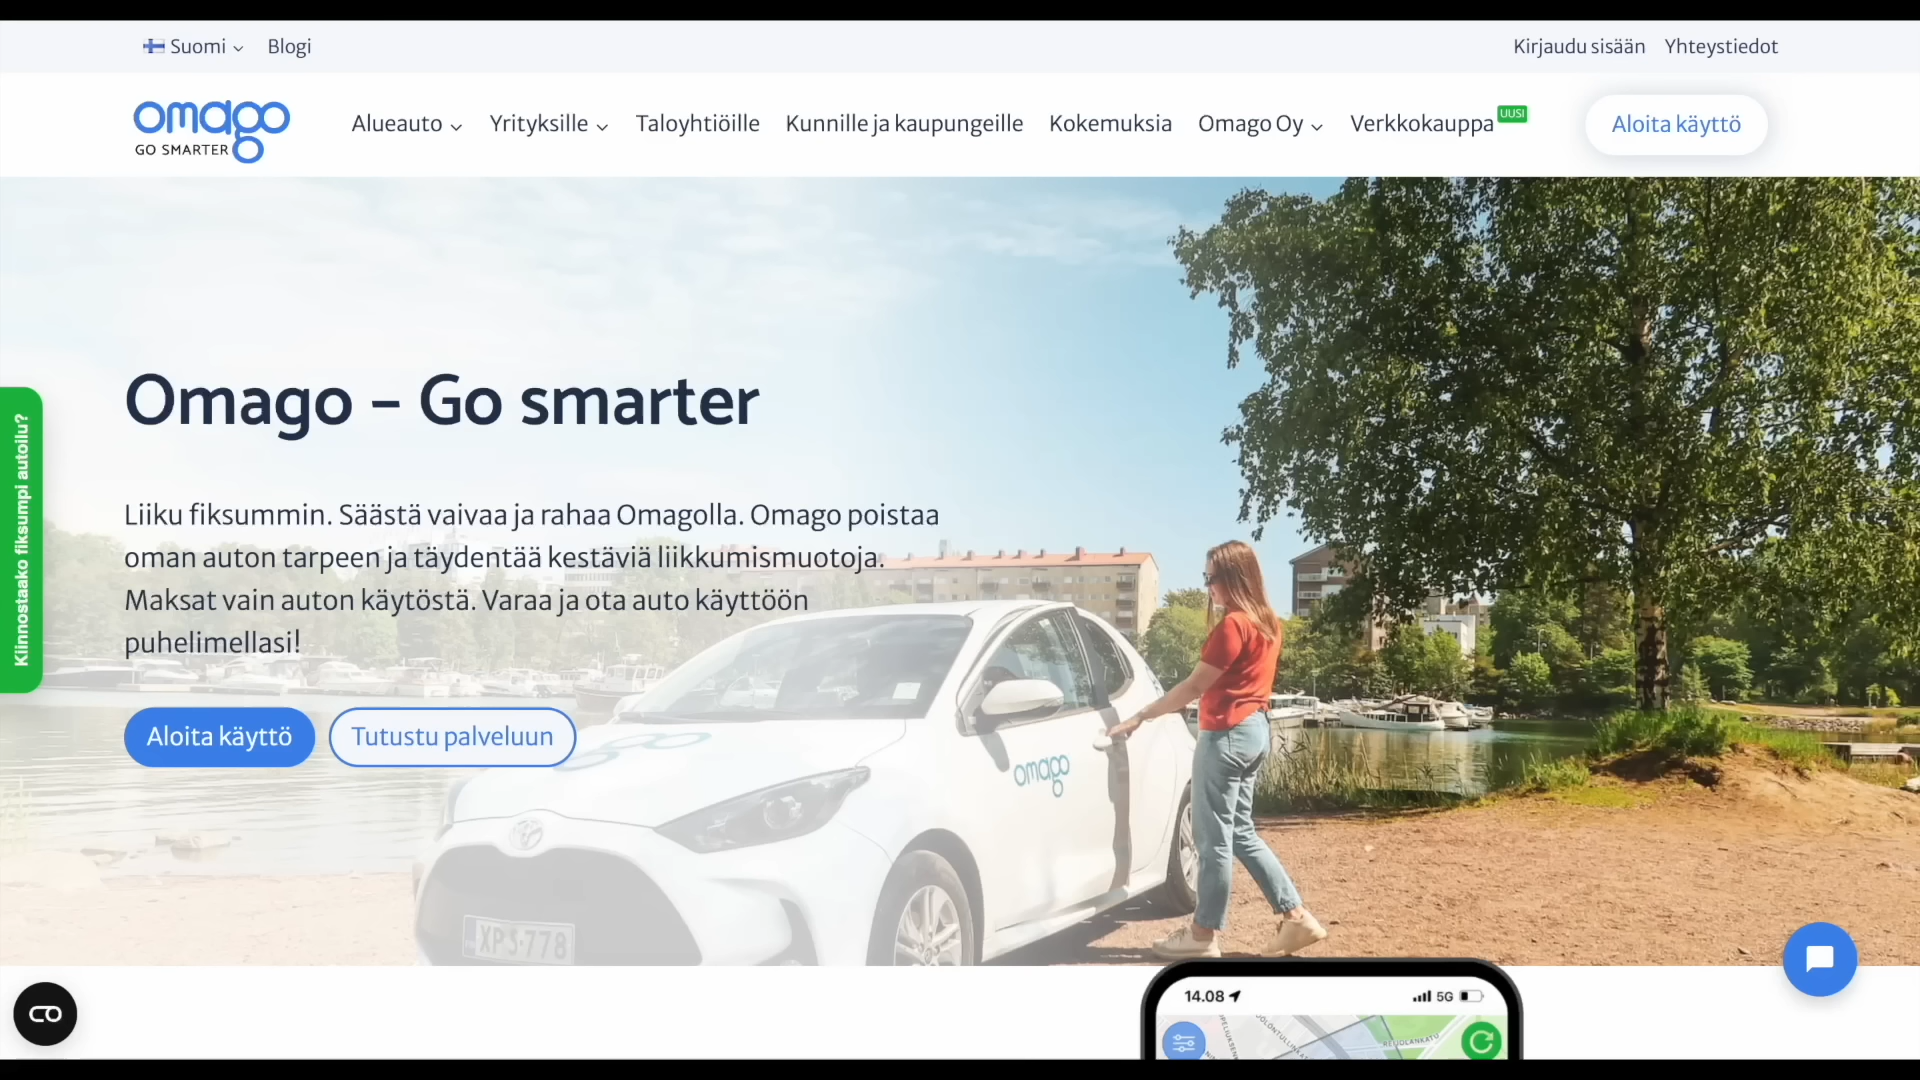 Suomi
Blogi
Kirjaudu sisään
Yhteystiedot
omago
GO SMARTER
Alueauto
Yrityksille
Taloyhtiöille
Kunnille ja kaupungeille
Kokemuksia
Omago Oy
Verkkokauppa
UUSI
Aloita käyttö
Omago – Go smarter
Liiku fiksummin. Säästä vaivaa ja rahaa Omagolla. Omago poistaa
oman auton tarpeen ja täydentää kestäviä liikkumismuotoja.
Maksat vain auton käytöstä. Varaa ja ota auto käyttöön
puhelimellasi!
Aloita käyttö
Tutustu palveluun
Kiinnostaako fiksumpi autoilu?
omago
XPS-778
14.08
5G
REIJOLANKATU